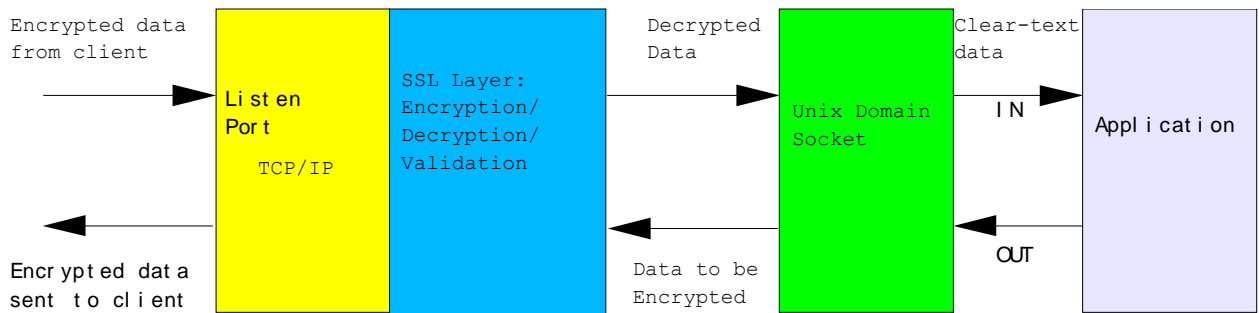 Encrypted data
from client
Listen
Port
TCP/IP
SSL Layer:
Encryption/
Decryption/
Validation
Decrypted
Data
Unix Domain
Socket
Clear-text
data
IN
Application
OUT
Data to be
Encrypted
Encrypted data
sent to client